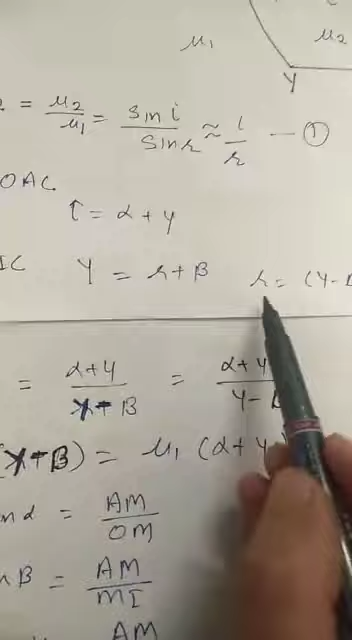 μ₁ μ₂
Y
= μ₂/μ₁ = sin i / sin r ≈ i/r — ①
OAC
i = α + γ
IC γ = r + β r = (γ -
= α+γ / γ+β = α+γ / γ-
γ+β) = μ₁ (α+γ
α = AM/OM
β = AM/MI
AM